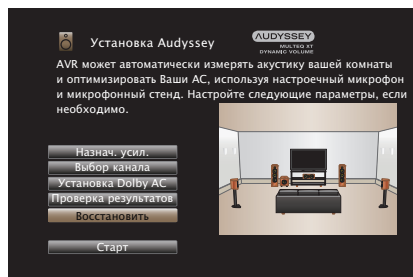 Установка Audyssey
AUDYSSEY
MULTEQ XT
DYNAMIC VOLUME
AVR может автоматически измерять акустику вашей комнаты
и оптимизировать Ваши АС, используя настроечный микрофон
и микрофонный стенд. Настройте следующие параметры, если
необходимо.
Назнач. усил.
Выбор канала
Установка Dolby АС
Проверка результатов
Восстановить
Старт